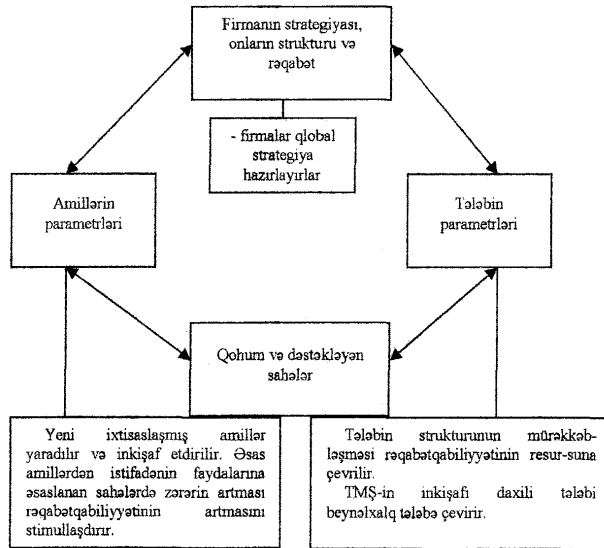 Firmanın strategiyası,
onların strukturu və
rəqabət
- firmalar qlobal
strategiya
hazırlayırlar
Amillərin
parametrləri
Tələbin
parametrləri
Qohum və dəstəkləyən
sahələr
Yeni ixtisaslaşmış amillər
yaradılır və inkişaf etdirilir. Əsas
amillərdən istifadənin faydalarına
əsaslanan sahələrdə zərərin artması
rəqabətqabiliyyətinin artmasını
stimullaşdırır.
Tələbin strukturunun mürəkkəb-
ləşməsi rəqabətqabiliyyətinin resur-suna
çevrilir.
TMŞ-in inkişafı daxili tələbi
beynəlxalq tələbə çevirir.